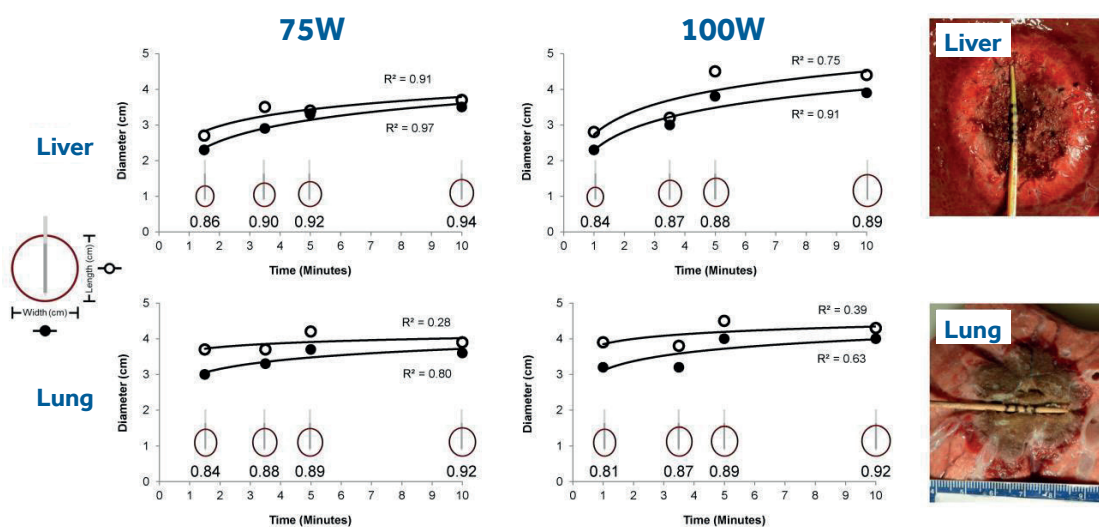 75W
100W
Liver
Diameter (cm)
5
4
3
2
1
0
R² = 0.91
R² = 0.97
0.86 0.90 0.92 0.94
0 1 2 3 4 5 6 7 8 9 10
Time (Minutes)
Diameter (cm)
5
4
3
2
1
0
R² = 0.75
R² = 0.91
0.84 0.87 0.88 0.89
0 1 2 3 4 5 6 7 8 9 10
Time (Minutes)
Liver
Length (cm)
Width (cm)
Lung
Diameter (cm)
5
4
3
2
1
0
R² = 0.28
R² = 0.80
0.84 0.88 0.89 0.92
0 1 2 3 4 5 6 7 8 9 10
Time (Minutes)
Diameter (cm)
5
4
3
2
1
0
R² = 0.39
R² = 0.63
0.81 0.87 0.89 0.92
0 1 2 3 4 5 6 7 8 9 10
Time (Minutes)
Lung